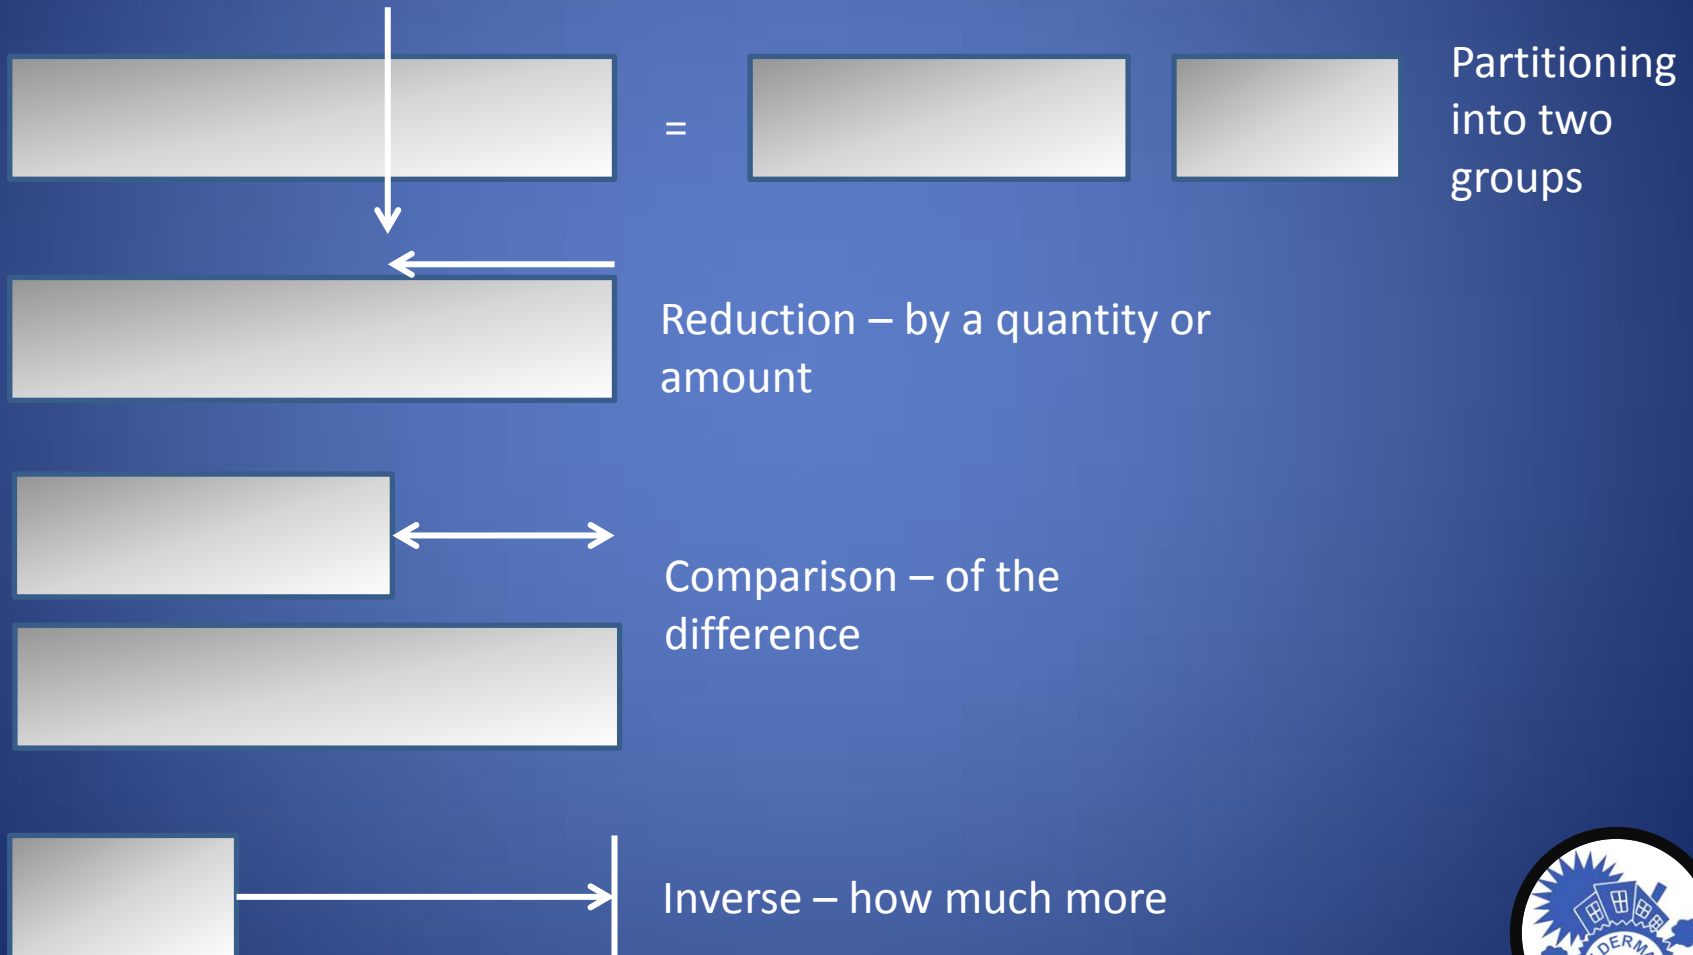 =
Partitioning
into two
groups
Reduction – by a quantity or
amount
Comparison – of the
difference
Inverse – how much more